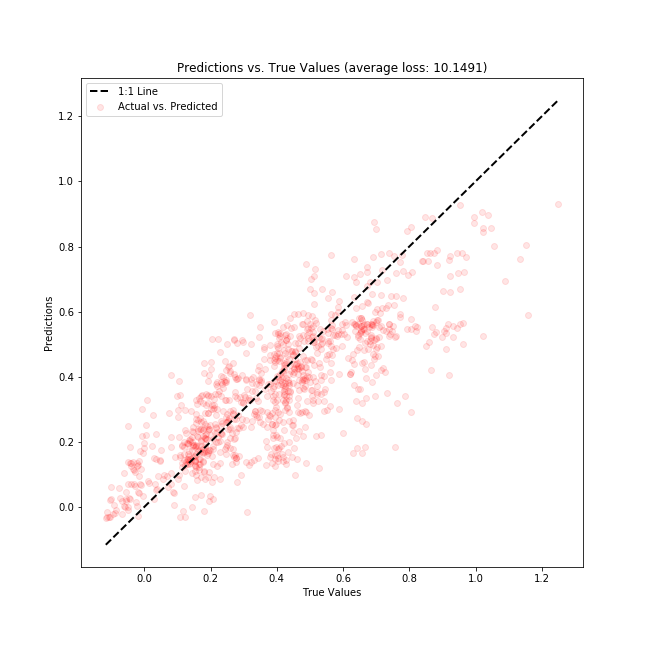 Predictions vs. True Values (average loss: 10.1491)
1:1 Line
Actual vs. Predicted
1.2
1.0
0.8
0.6
0.4
0.2
0.0
Predictions
0.0 0.2 0.4 0.6 0.8 1.0 1.2
True Values